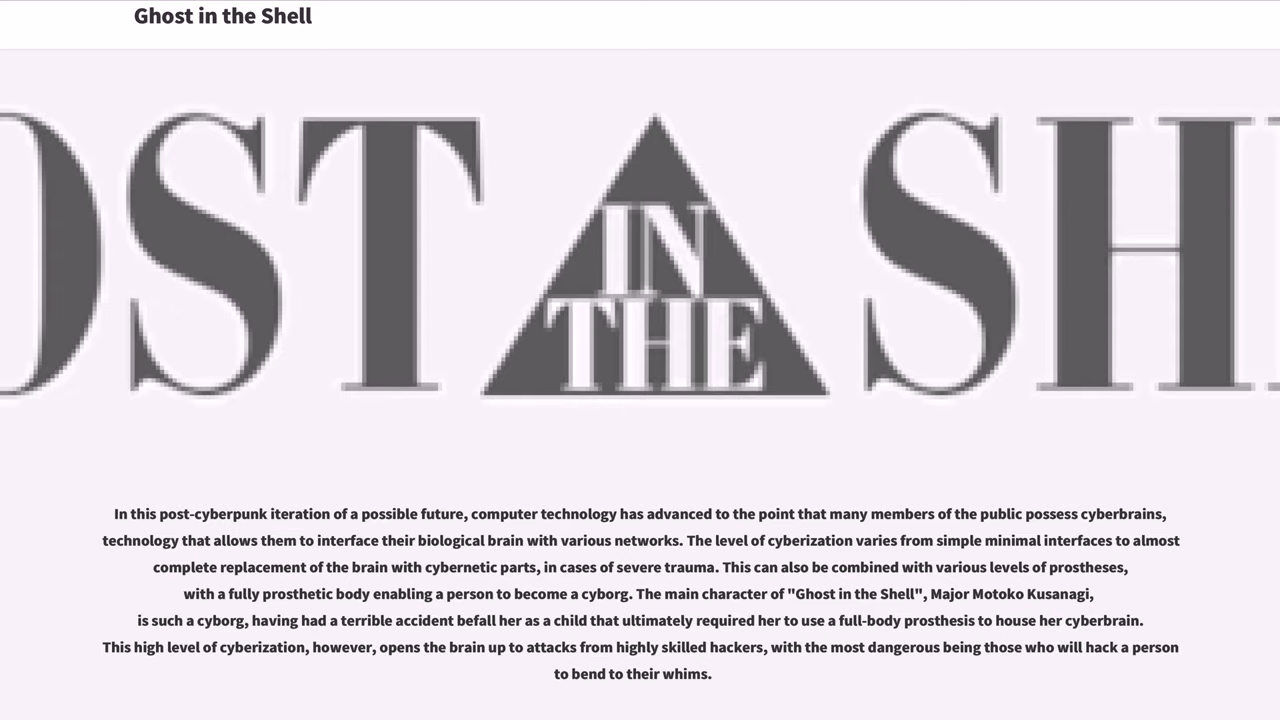 Ghost in the Shell
OST IN THE SH
In this post-cyberpunk iteration of a possible future, computer technology has advanced to the point that many members of the public possess cyberbrains,
technology that allows them to interface their biological brain with various networks. The level of cyberization varies from simple minimal interfaces to almost
complete replacement of the brain with cybernetic parts, in cases of severe trauma. This can also be combined with various levels of prostheses,
with a fully prosthetic body enabling a person to become a cyborg. The main character of "Ghost in the Shell", Major Motoko Kusanagi,
is such a cyborg, having had a terrible accident befall her as a child that ultimately required her to use a full-body prosthesis to house her cyberbrain.
This high level of cyberization, however, opens the brain up to attacks from highly skilled hackers, with the most dangerous being those who will hack a person
to bend to their whims.